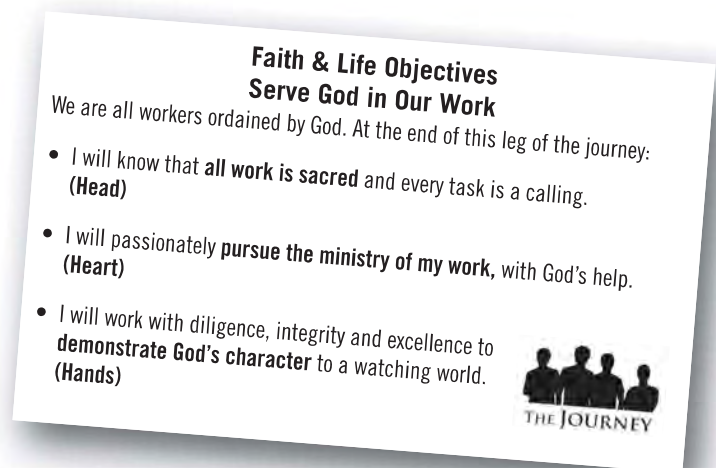 Faith & Life Objectives
Serve God in Our Work
We are all workers ordained by God. At the end of this leg of the journey:
• I will know that all work is sacred and every task is a calling.
(Head)
• I will passionately pursue the ministry of my work, with God's help.
(Heart)
• I will work with diligence, integrity and excellence to
demonstrate God's character to a watching world.
(Hands)
THE JOURNEY